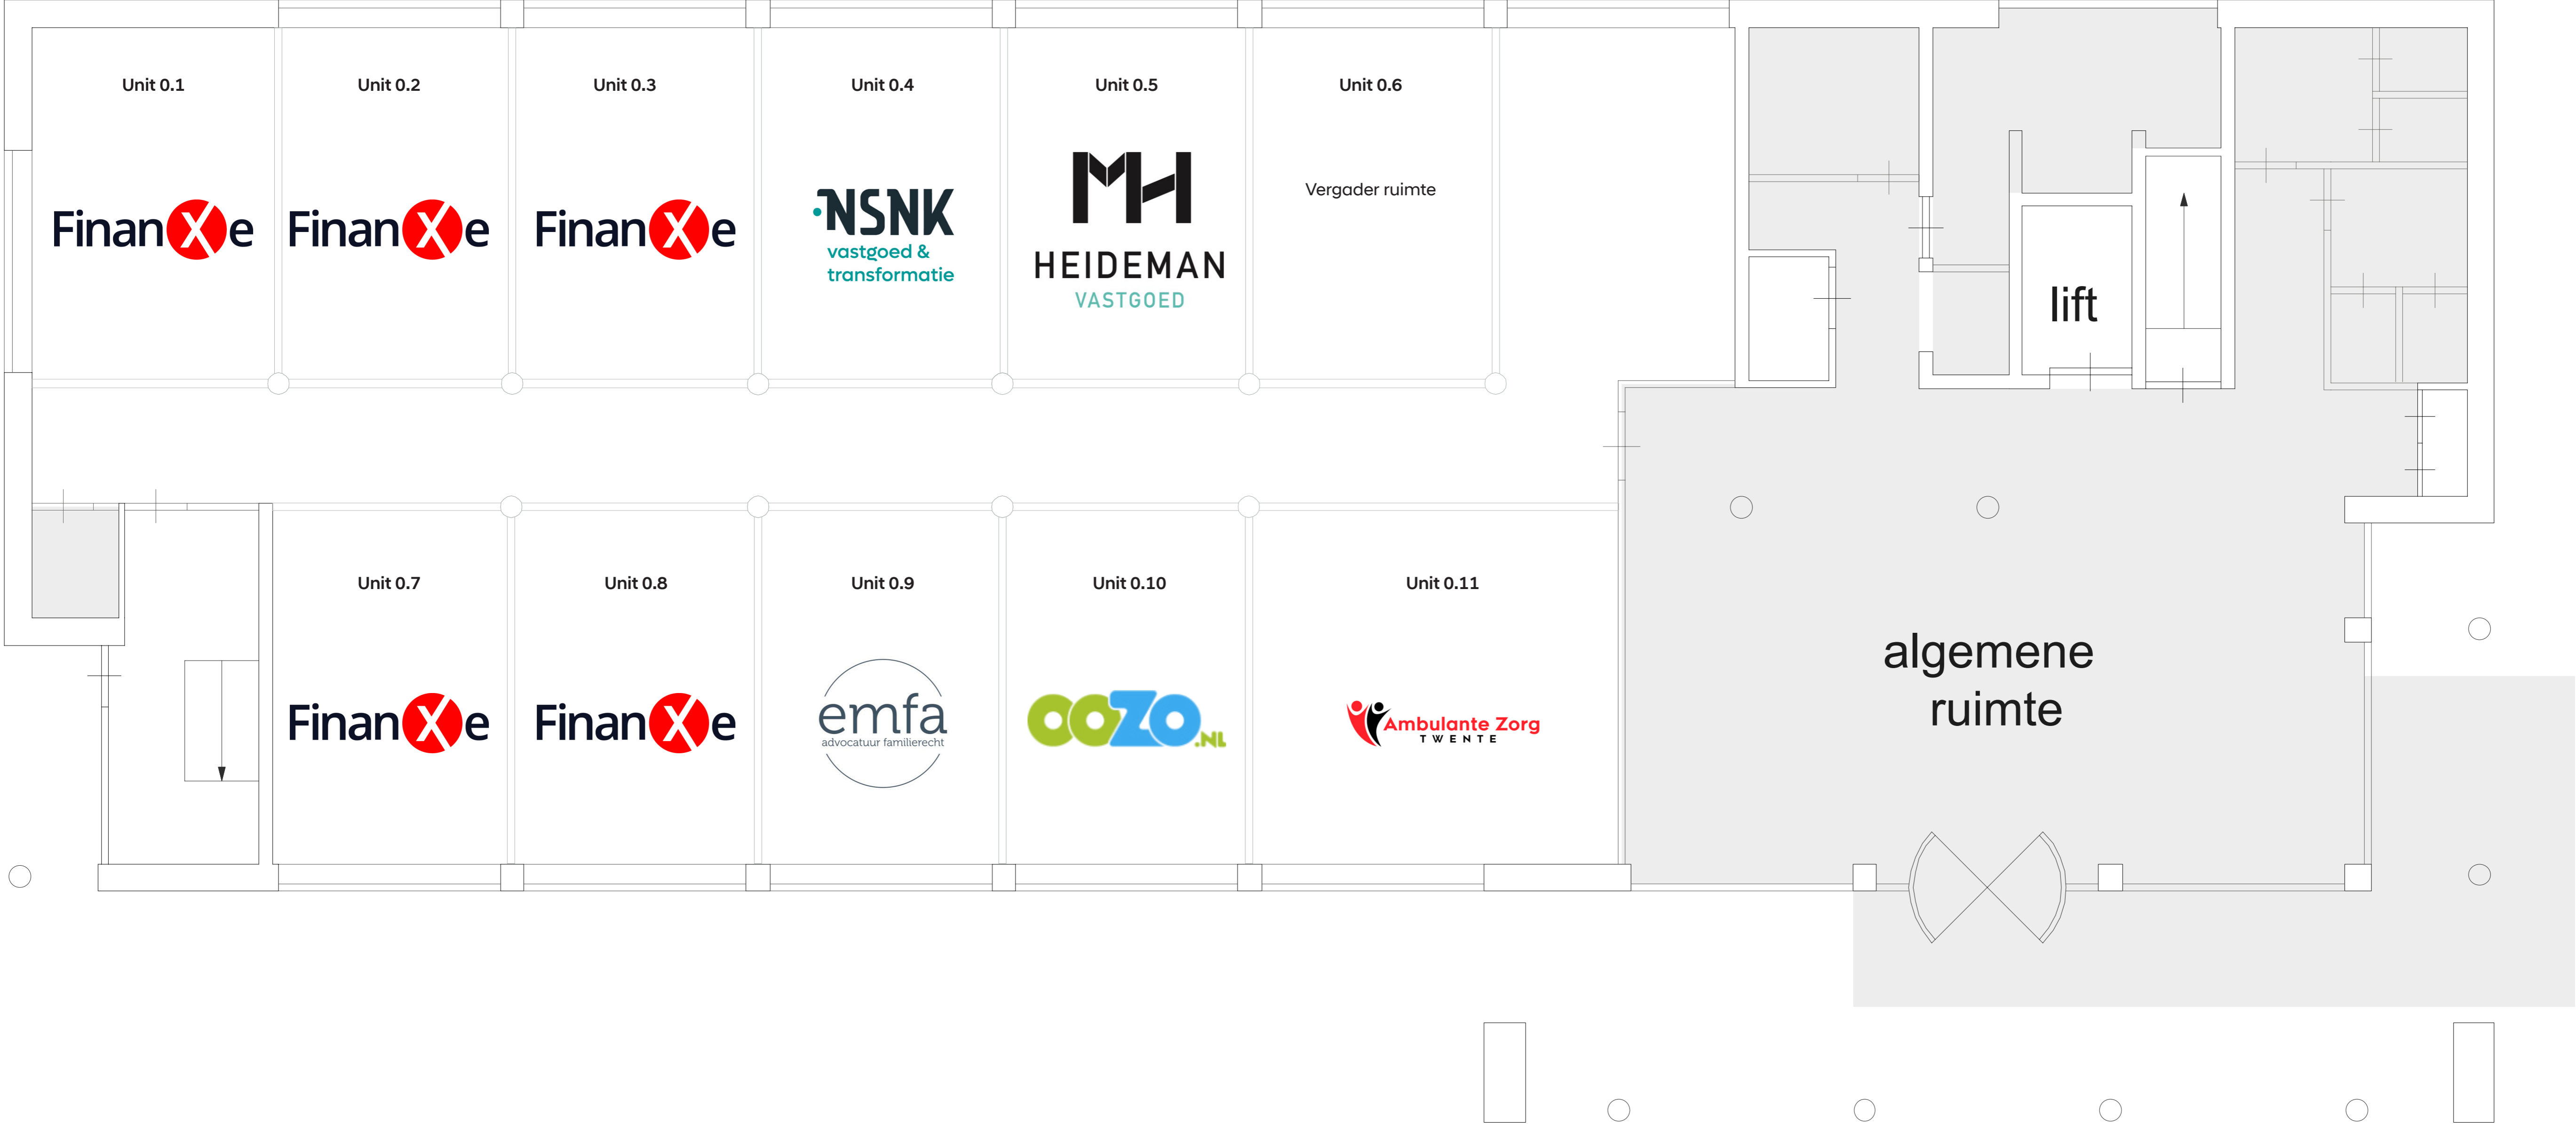 Unit 0.1
Unit 0.2
Unit 0.3
Unit 0.4
Unit 0.5
Unit 0.6
FinanXe
FinanXe
FinanXe
NSNK
vastgoed &
transformatie
MH
HEIDEMAN
VASTGOED
Vergader ruimte
lift
Unit 0.7
Unit 0.8
Unit 0.9
Unit 0.10
Unit 0.11
FinanXe
FinanXe
emfa
advocatuur familierecht
oozo.NL
Ambulante Zorg
TWENTE
algemene
ruimte